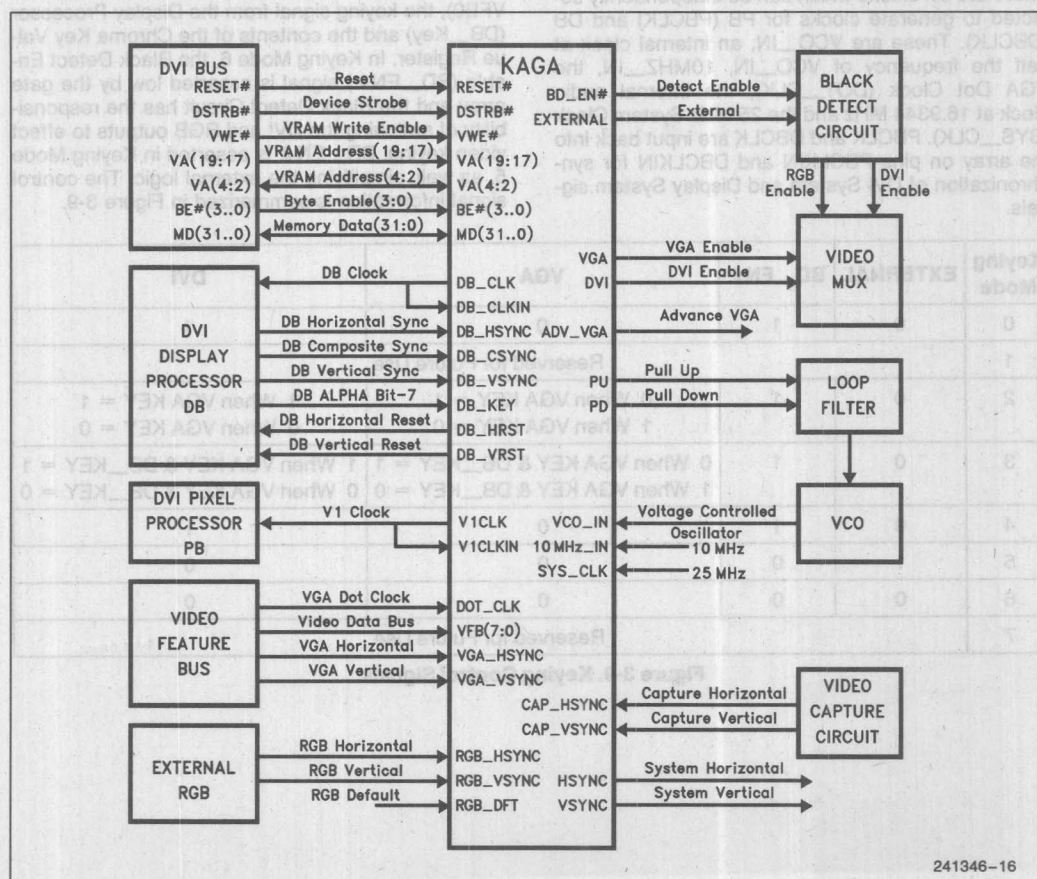 DVI BUS
RESET#
DSTRB#
VWE#
VA(19:17)
VA(4:2)
BE#(3..0)
MD(31..0)
Reset
Device Strobe
VRAM Write Enable
VRAM Address(19:17)
VRAM Address(4:2)
Byte Enable(3:0)
Memory Data(31:0)
KAGA
RESET#
DSTRB#
VWE#
VA(19:17)
VA(4:2)
BE#(3..0)
MD(31..0)
BD_EN#
EXTERNAL
Detect Enable
External
BLACK
DETECT
CIRCUIT
RGB
Enable
DVI
Enable
VGA
DVI
VGA Enable
DVI Enable
VIDEO
MUX
ADV_VGA
Advance VGA
DVI
DISPLAY
PROCESSOR
DB
DB Clock
DB Horizontal Sync
DB Composite Sync
DB Vertical Sync
DB ALPHA Bit-7
DB Horizontal Reset
DB Vertical Reset
DB_CLK
DB_CLKIN
DB_HSYNC
DB_CSYNC
DB_VSYNC
DB_KEY
DB_HRST
DB_VRST
PU
PD
Pull Up
Pull Down
LOOP
FILTER
DVI PIXEL
PROCESSOR
PB
V1 Clock
V1CLK
V1CLKIN
VCO_IN
10 MHz_IN
SYS_CLK
Voltage Controlled
Oscillator
10 MHz
25 MHz
VCO
VIDEO
FEATURE
BUS
VGA Dot Clock
Video Data Bus
VGA Horizontal
VGA Vertical
DOT_CLK
VFB(7:0)
VGA_HSYNC
VGA_VSYNC
CAP_HSYNC
CAP_VSYNC
Capture Horizontal
Capture Vertical
VIDEO
CAPTURE
CIRCUIT
EXTERNAL
RGB
RGB Horizontal
RGB Vertical
RGB Default
RGB_HSYNC
RGB_VSYNC
RGB_DFT
HSYNC
VSYNC
System Horizontal
System Vertical
241346-16